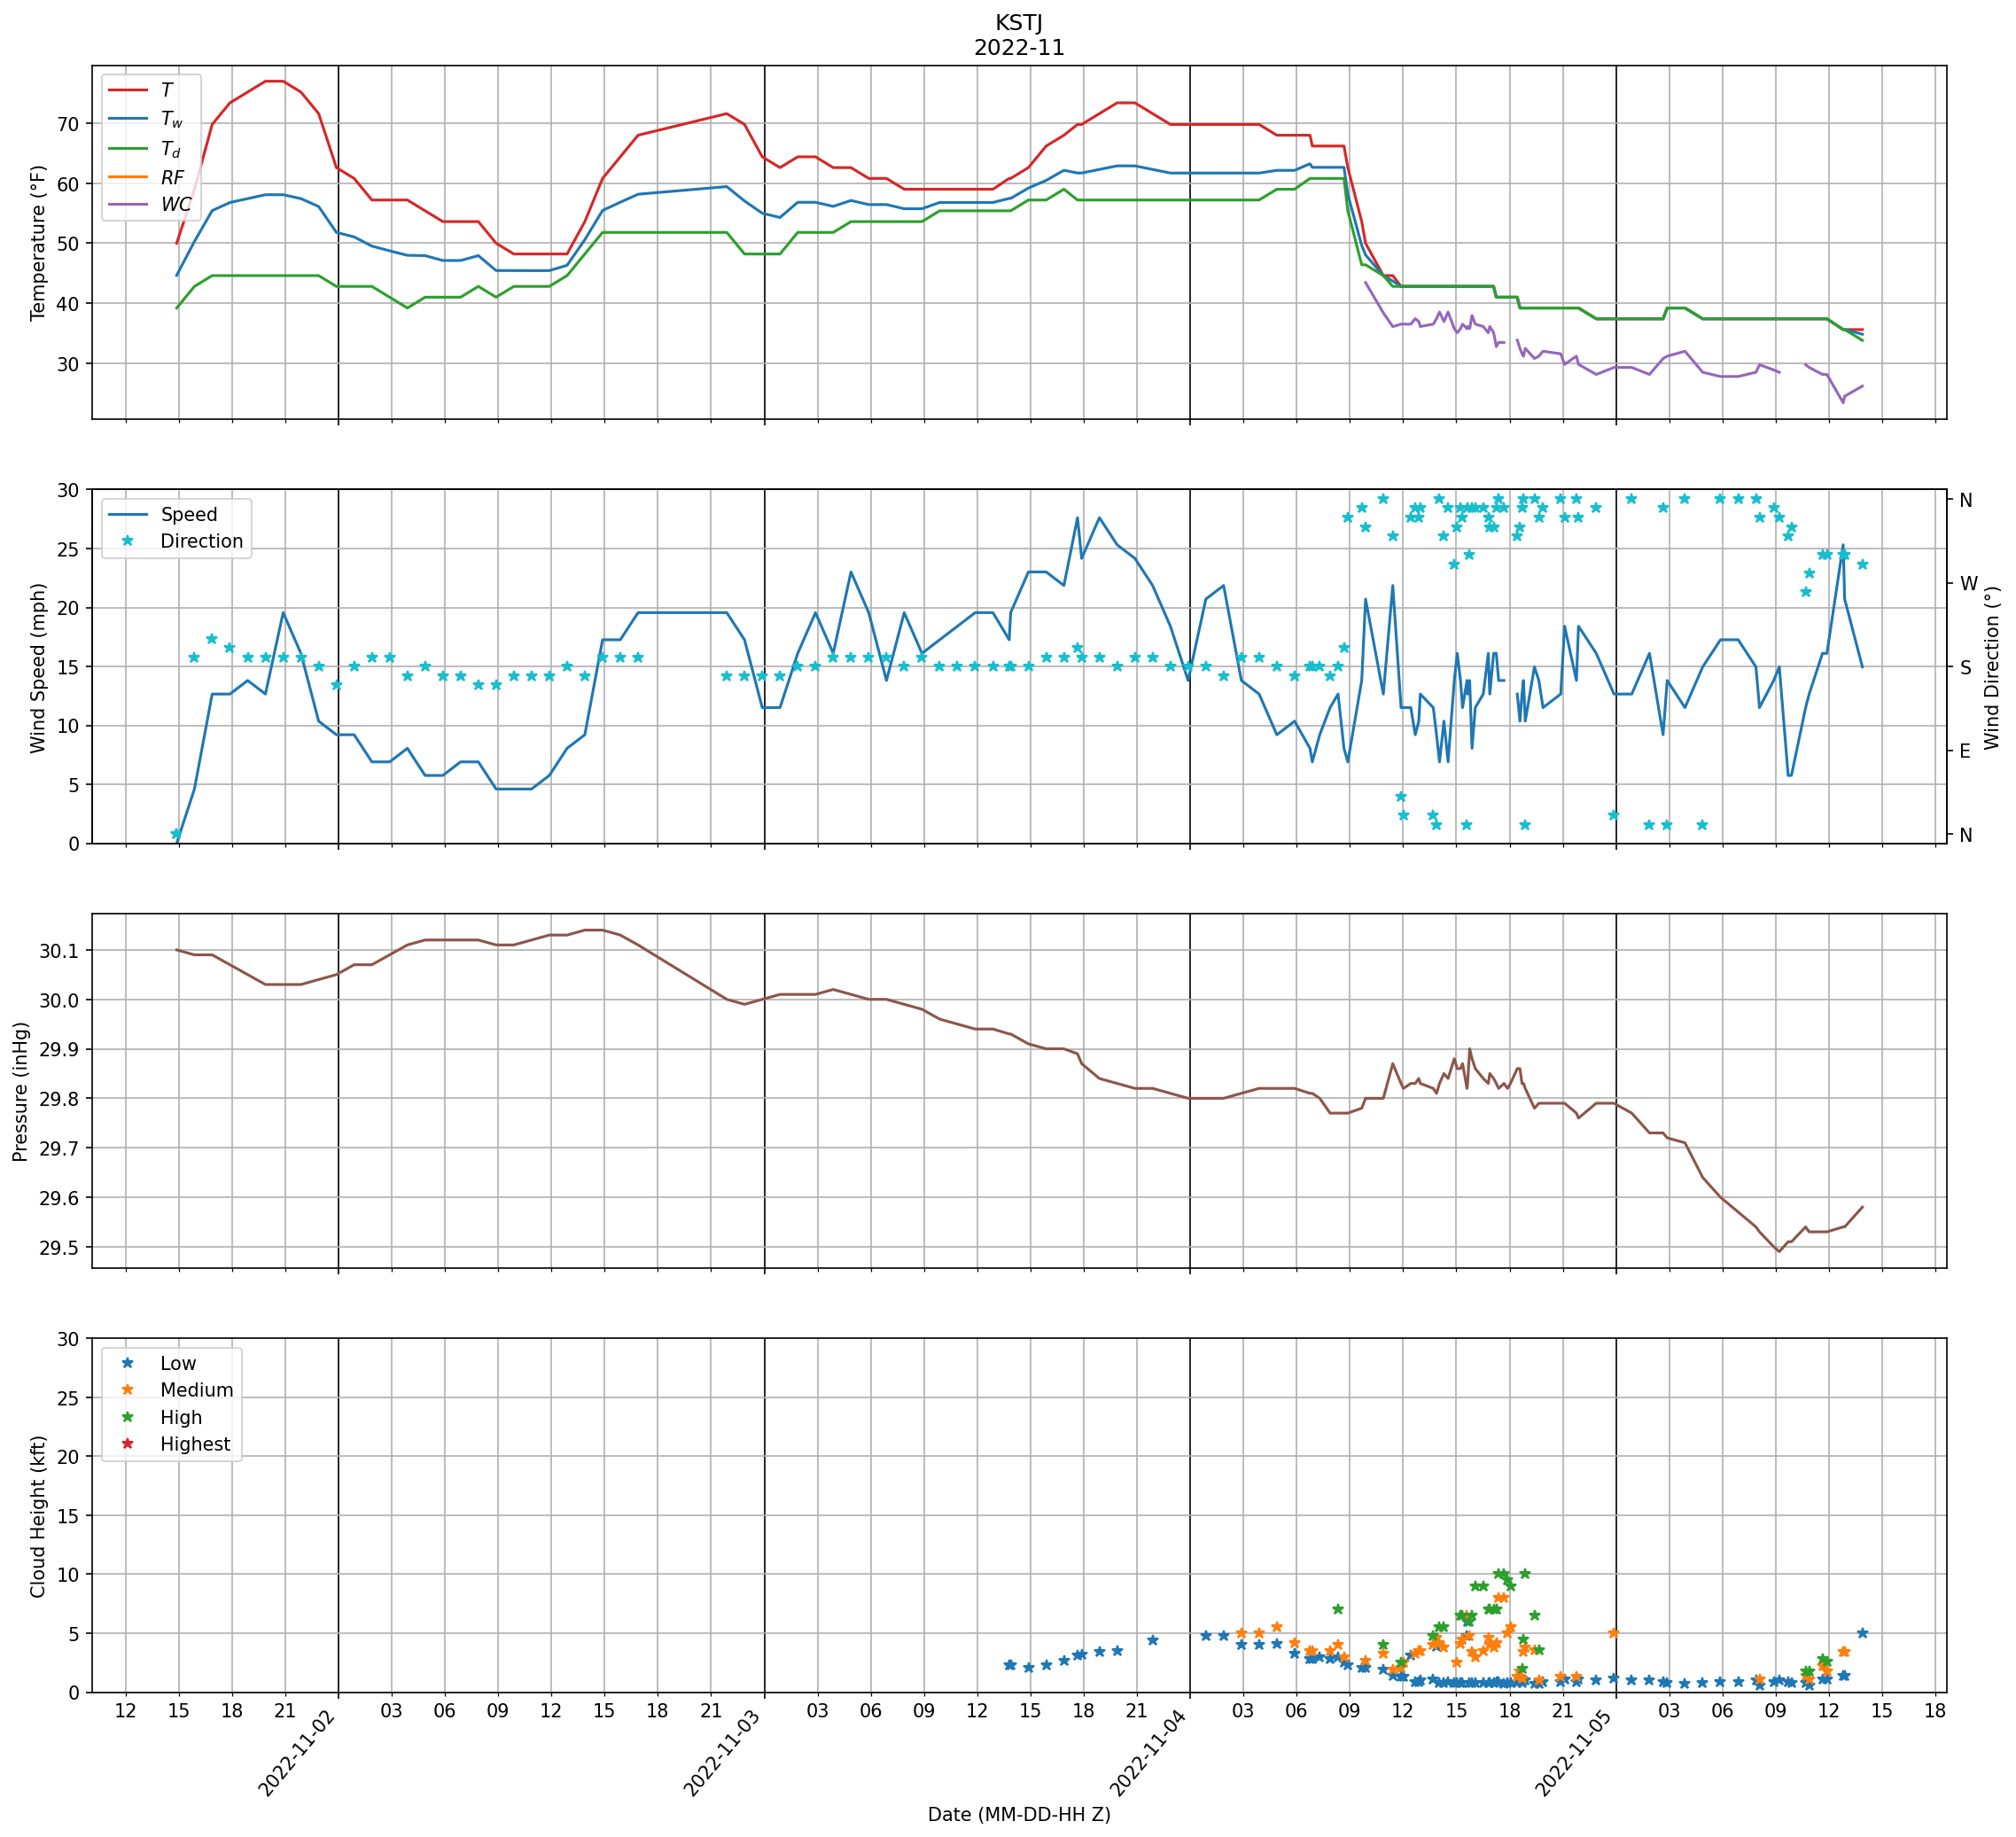 KSTJ
2022-11
T
T_w
T_d
RF
WC
Temperature (°F)
70
60
50
40
30
Speed
Direction
Wind Speed (mph)
30
25
20
15
10
5
0
N
W
S
E
N
Wind Direction (°)
Pressure (inHg)
30.1
30.0
29.9
29.8
29.7
29.6
29.5
Low
Medium
High
Highest
Cloud Height (kft)
30
25
20
15
10
5
0
12 15 18 21 03 06 09 12 15 18 21 03 06 09 12 15 18 21 03 06 09 12 15 18 21 03 06 09 12 15 18
2022-11-02 2022-11-03 2022-11-04 2022-11-05
Date (MM-DD-HH Z)